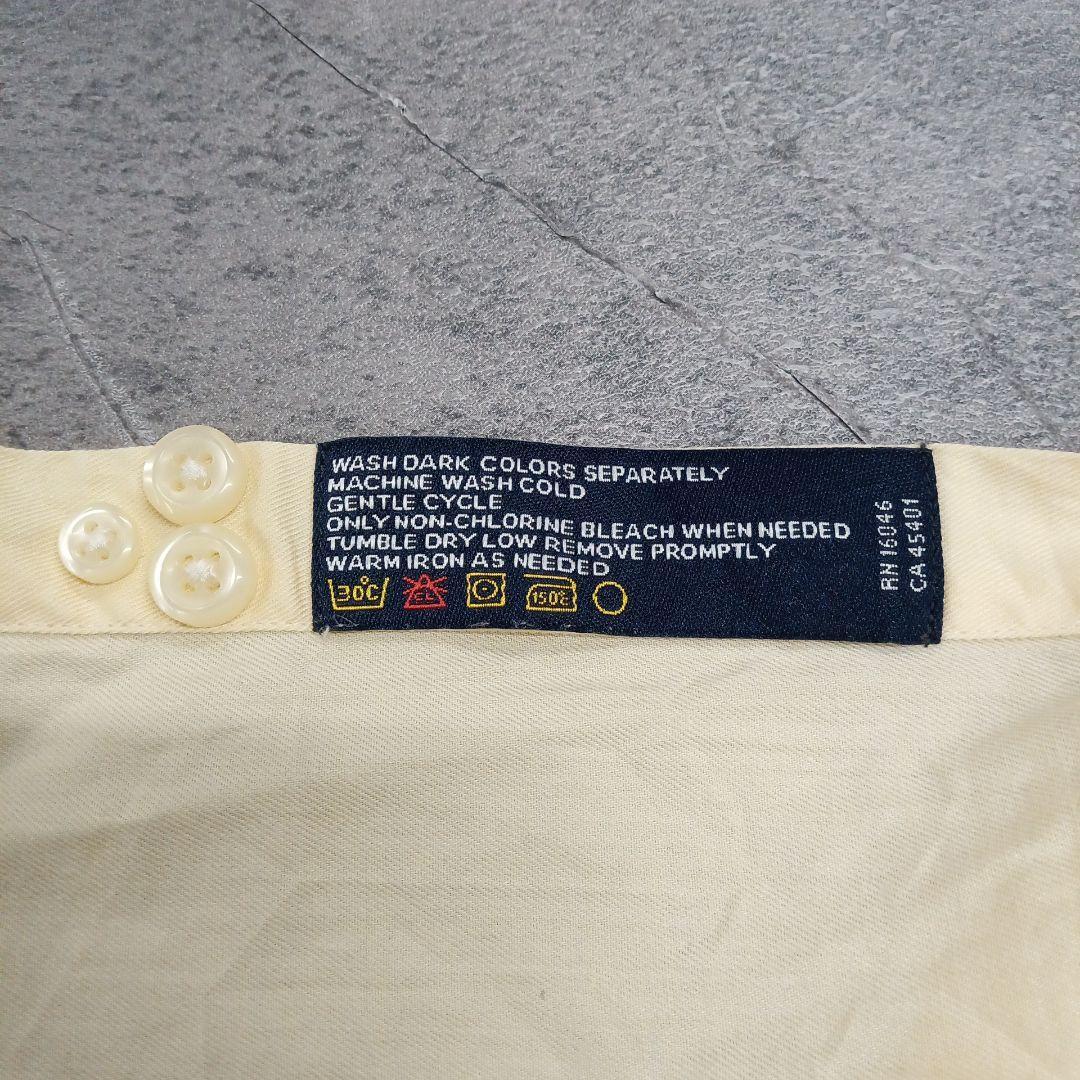 WASH DARK COLORS SEPARATELY
MACHINE WASH COLD
GENTLE CYCLE
ONLY NON-CHLORINE BLEACH WHEN NEEDED
TUMBLE DRY LOW REMOVE PROMPTLY
WARM IRON AS NEEDED
30°C CL 150°C
RN 16046
CA 45401